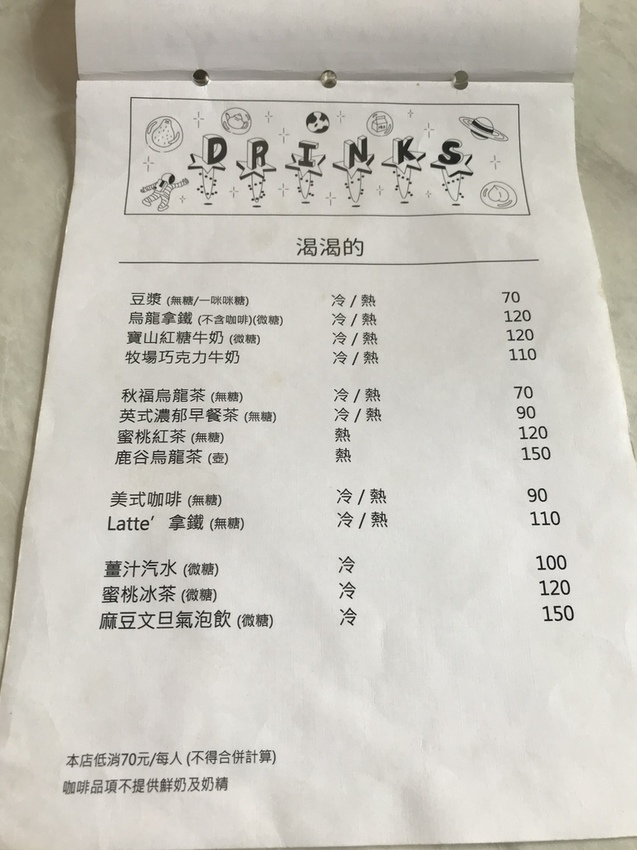 DRINKS
渴渴的
豆漿 (無糖/一咪咪糖) 冷 / 熱 70
烏龍拿鐵 (不含咖啡)(微糖) 冷 / 熱 120
寶山紅糖牛奶 (微糖) 冷 / 熱 120
牧場巧克力牛奶 冷 / 熱 110
秋福烏龍茶 (無糖) 冷 / 熱 70
英式濃郁早餐茶 (無糖) 冷 / 熱 90
蜜桃紅茶 (無糖) 熱 120
鹿谷烏龍茶 (壺) 熱 150
美式咖啡 (無糖) 冷 / 熱 90
Latte’ 拿鐵 (無糖) 冷 / 熱 110
薑汁汽水 (微糖) 冷 100
蜜桃冰茶 (微糖) 冷 120
麻豆文旦氣泡飲 (微糖) 冷 150
本店低消70元/每人 (不得合併計算)
咖啡品項不提供鮮奶及奶精